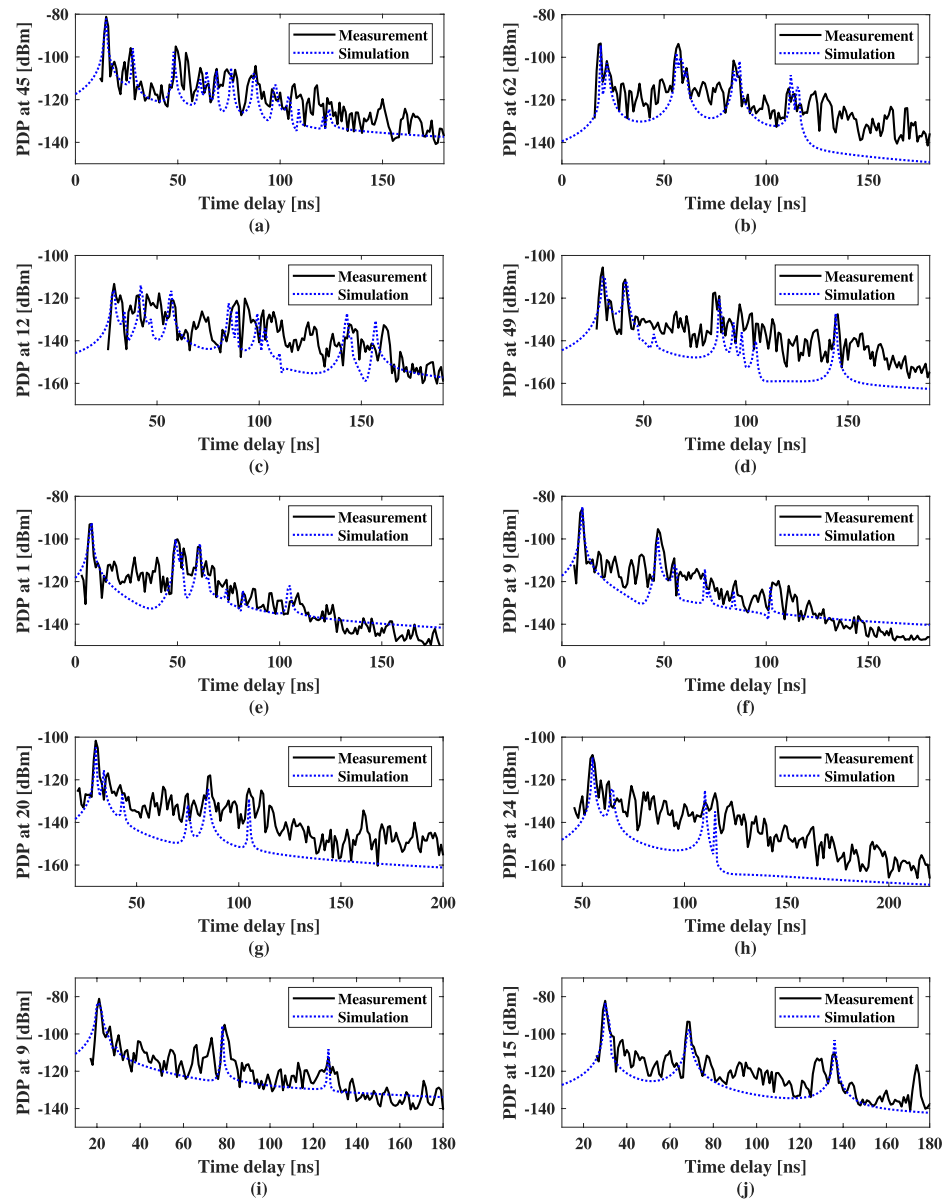 -80
-100
-120
-140
PDP at 45 [dBm]
Measurement
Simulation
0 50 100 150
Time delay [ns]
(a)
-80
-100
-120
-140
PDP at 62 [dBm]
Measurement
Simulation
0 50 100 150
Time delay [ns]
(b)
-100
-120
-140
-160
PDP at 12 [dBm]
Measurement
Simulation
50 100 150
Time delay [ns]
(c)
-100
-120
-140
-160
PDP at 49 [dBm]
Measurement
Simulation
50 100 150
Time delay [ns]
(d)
-80
-100
-120
-140
PDP at 1 [dBm]
Measurement
Simulation
0 50 100 150
Time delay [ns]
(e)
-80
-100
-120
-140
PDP at 9 [dBm]
Measurement
Simulation
0 50 100 150
Time delay [ns]
(f)
-100
-120
-140
-160
PDP at 20 [dBm]
Measurement
Simulation
50 100 150 200
Time delay [ns]
(g)
-100
-120
-140
-160
PDP at 24 [dBm]
Measurement
Simulation
50 100 150 200
Time delay [ns]
(h)
-80
-100
-120
-140
PDP at 9 [dBm]
Measurement
Simulation
20 40 60 80 100 120 140 160 180
Time delay [ns]
(i)
-80
-100
-120
-140
PDP at 15 [dBm]
Measurement
Simulation
20 40 60 80 100 120 140 160 180
Time delay [ns]
(j)